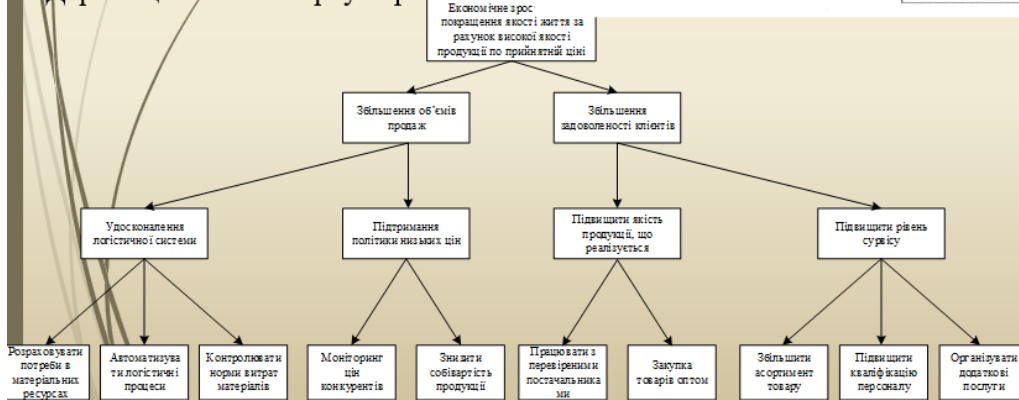 Економічне зрос
покращення якості життя за
рахунок високої якості
продукції по прийнятній ціні
Збільшення об'ємів
продаж
Збільшення
задоволеності клієнтів
Удосконалення
логістичної системи
Підтримання
політики низьких цін
Підвищити якість
продукції, що
реалізується
Підвищити рівень
сурвісу
Розраховувати
потреби в
матеріальних
ресурсах
Автоматизува
ти логістичні
процеси
Контролювати
норми витрат
матеріалів
Моніторинг
цін
конкурентів
Знизити
собівартість
продукції
Працювати з
перевіреними
постачальника
ми
Закупка
товарів оптом
Збільшити
асортимент
товару
Підвищити
кваліфікацію
персоналу
Організувати
додаткові
послуги